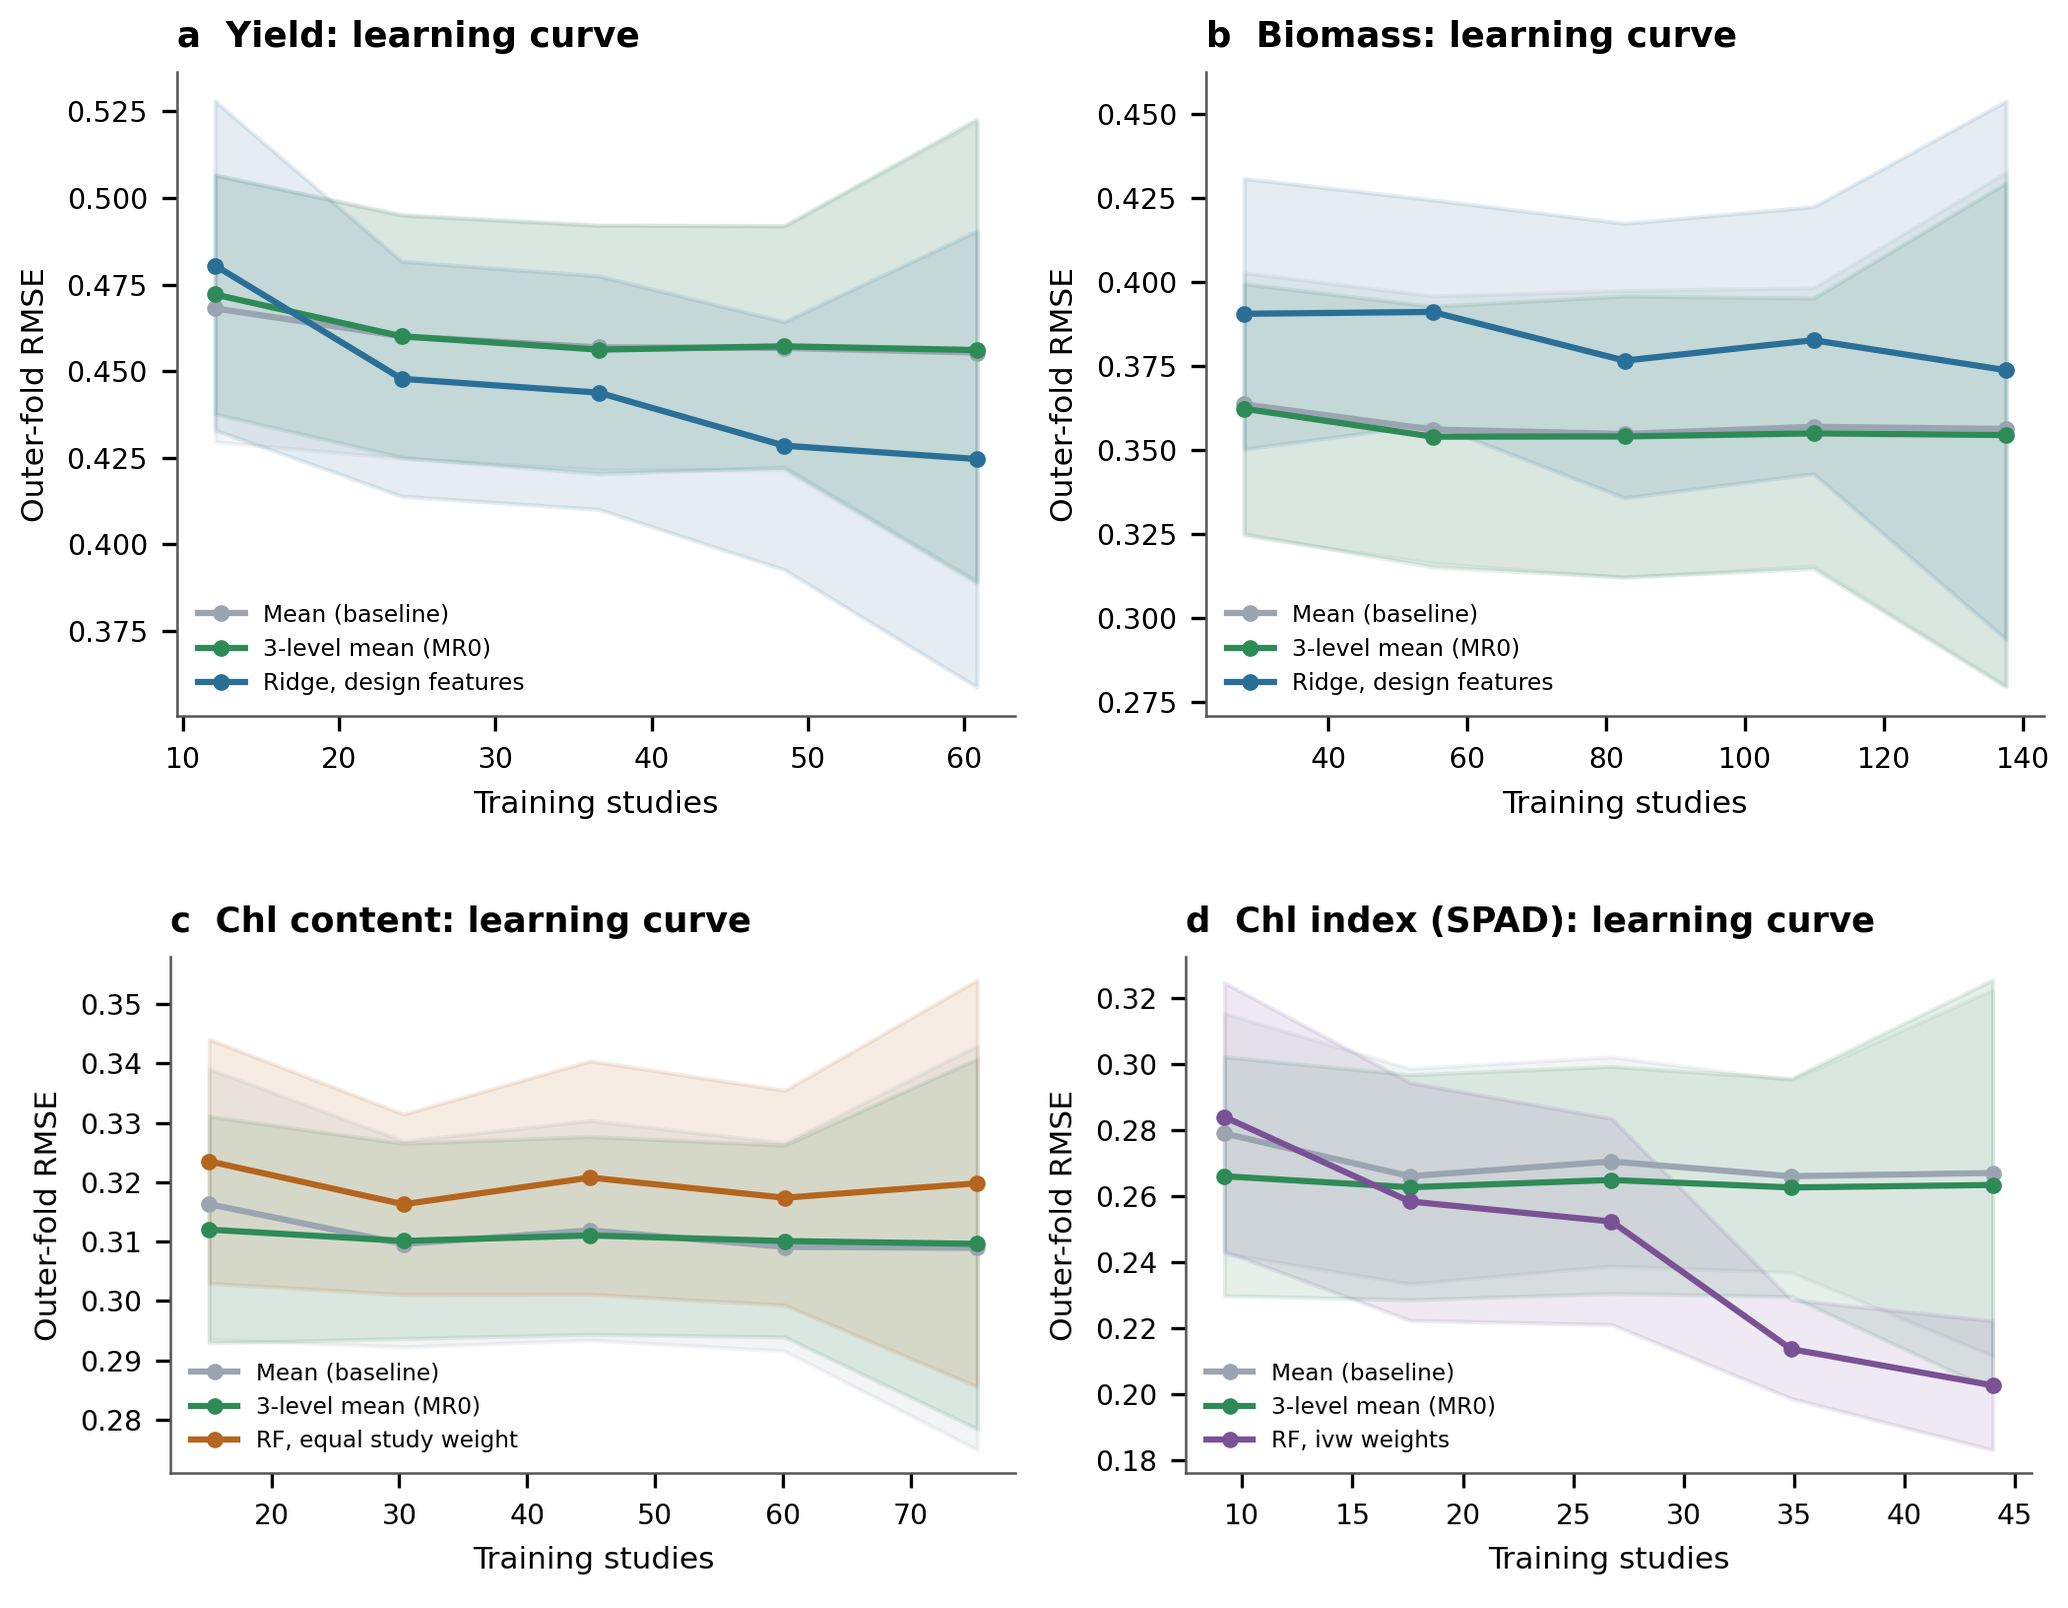 a Yield: learning curve
Outer-fold RMSE
0.525
0.500
0.475
0.450
0.425
0.400
0.375
Mean (baseline)
3-level mean (MR0)
Ridge, design features
10 20 30 40 50 60
Training studies
b Biomass: learning curve
Outer-fold RMSE
0.450
0.425
0.400
0.375
0.350
0.325
0.300
0.275
Mean (baseline)
3-level mean (MR0)
Ridge, design features
40 60 80 100 120 140
Training studies
c Chl content: learning curve
Outer-fold RMSE
0.35
0.34
0.33
0.32
0.31
0.30
0.29
0.28
Mean (baseline)
3-level mean (MR0)
RF, equal study weight
20 30 40 50 60 70
Training studies
d Chl index (SPAD): learning curve
Outer-fold RMSE
0.32
0.30
0.28
0.26
0.24
0.22
0.20
0.18
Mean (baseline)
3-level mean (MR0)
RF, ivw weights
10 15 20 25 30 35 40 45
Training studies